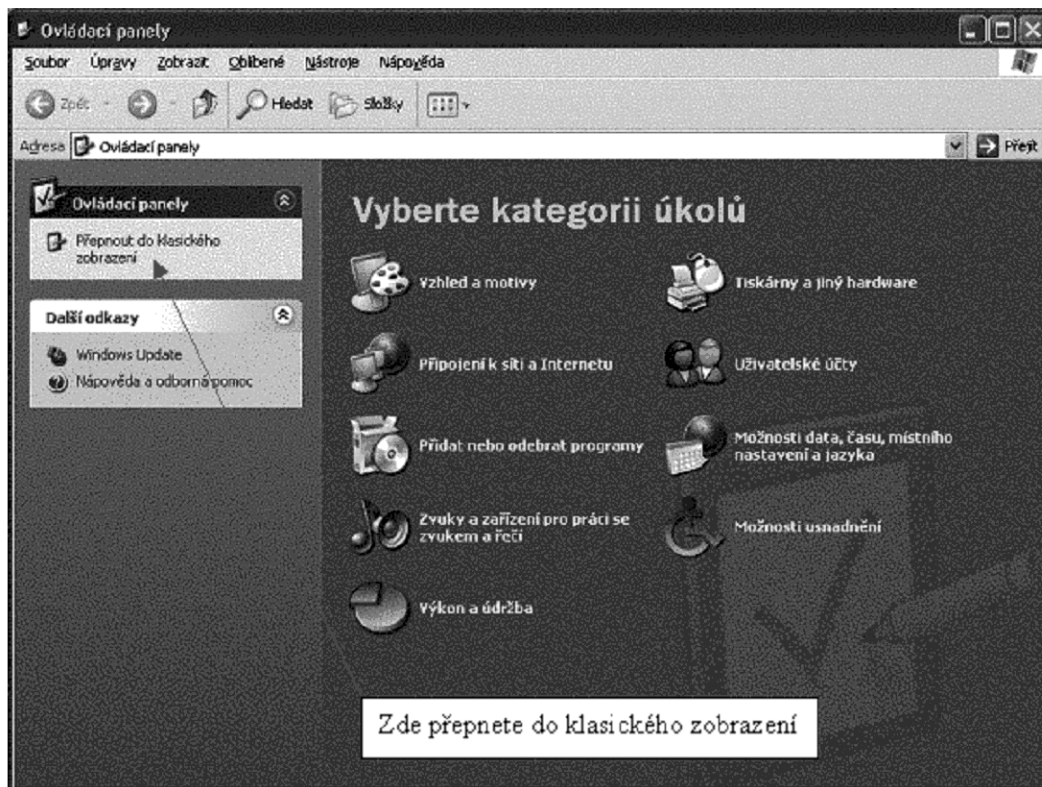 Ovládací panely
Soubor Úpravy Zobrazit Oblíbené Nástroje Nápověda
Zpět Hledat Složky
Adresa Ovládací panely Přejít
Ovládací panely
Přepnout do klasického
zobrazení
Další odkazy
Windows Update
Nápověda a odborná pomoc
Vyberte kategorii úkolů
Vzhled a motivy
Tiskárny a jiný hardware
Připojení k síti a Internetu
Uživatelské účty
Přidat nebo odebrat programy
Možnosti data, času, místního
nastavení a jazyka
Zvuky a zařízení pro práci se
zvukem a řečí
Možnosti usnadnění
Výkon a údržba
Zde přepnete do klasického zobrazení